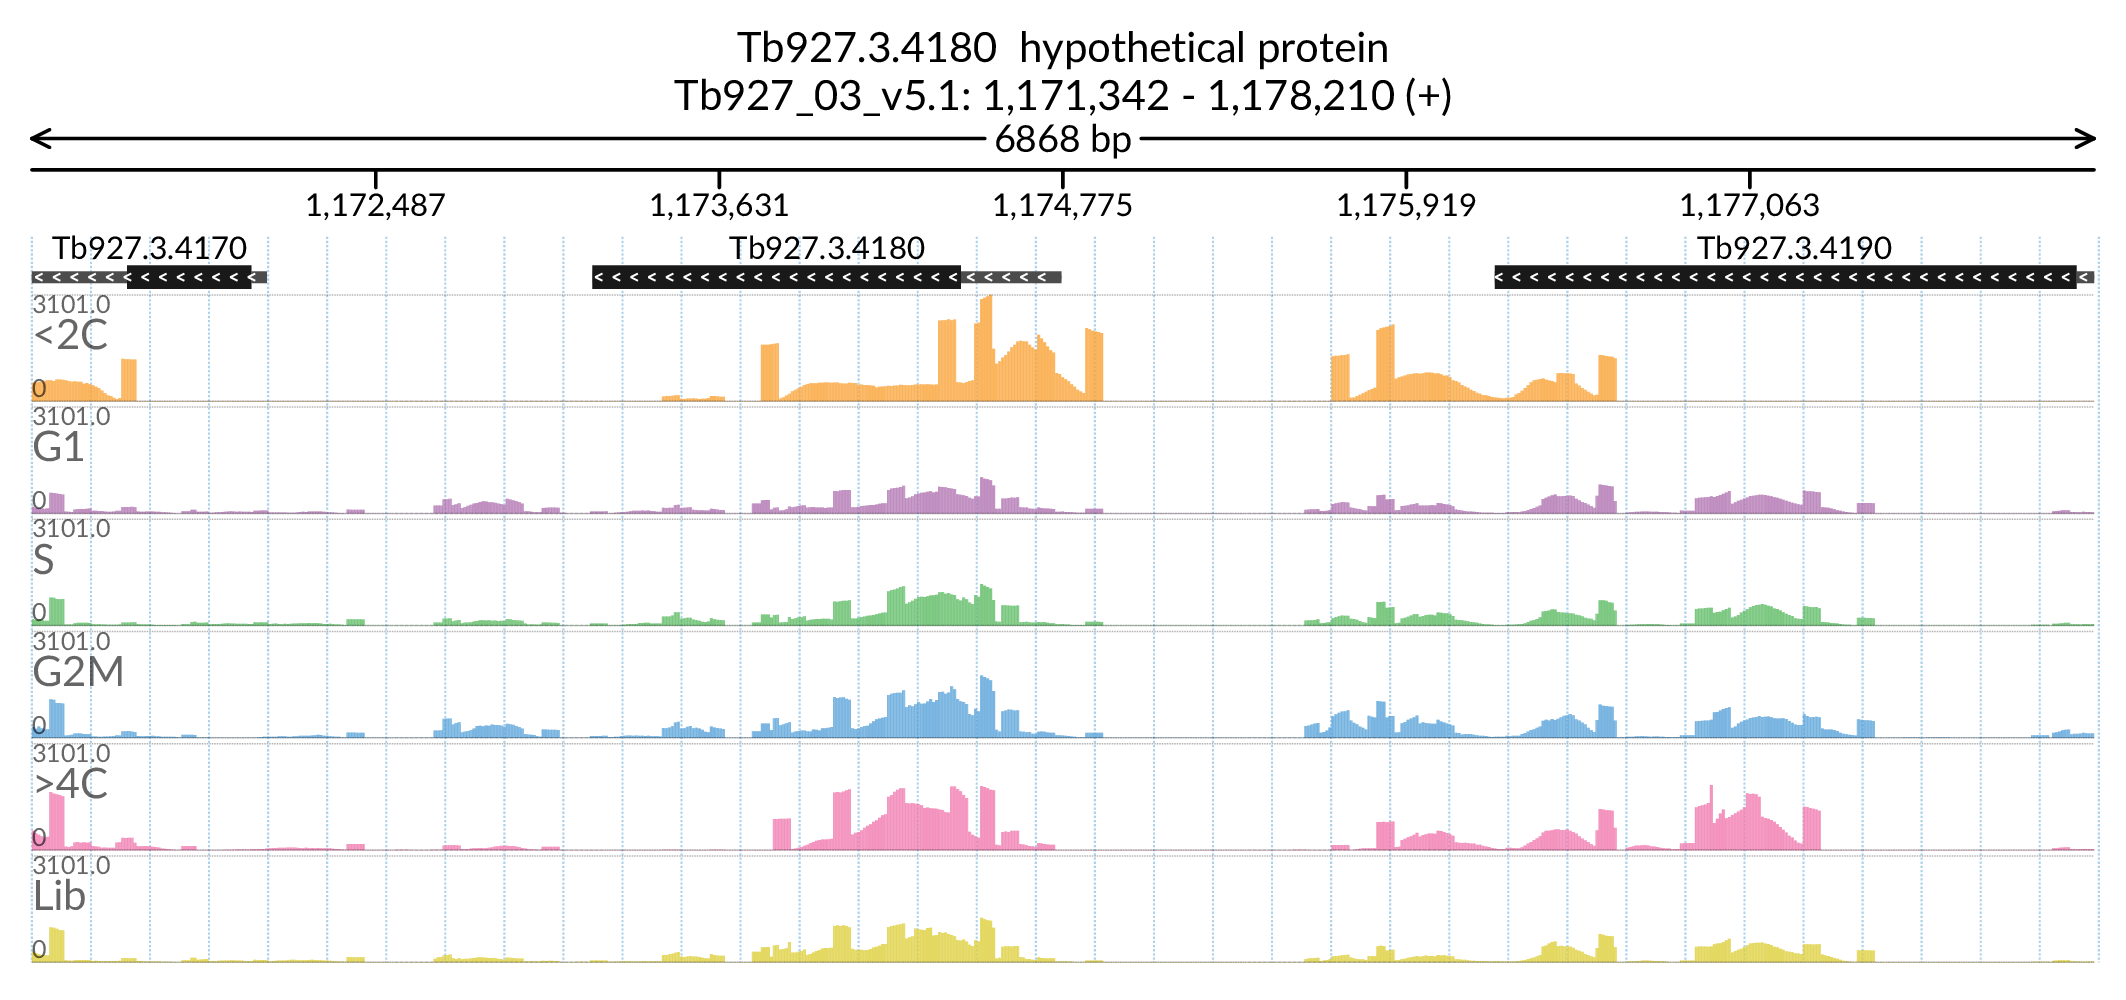 Tb927.3.4180 hypothetical protein
Tb927_03_v5.1: 1,171,342 - 1,178,210 (+)
6868 bp
1,172,487 1,173,631 1,174,775 1,175,919 1,177,063
Tb927.3.4170 Tb927.3.4180 Tb927.3.4190
3101.0
<2C
0
3101.0
G1
0
3101.0
S
0
3101.0
G2M
0
3101.0
>4C
0
3101.0
Lib
0